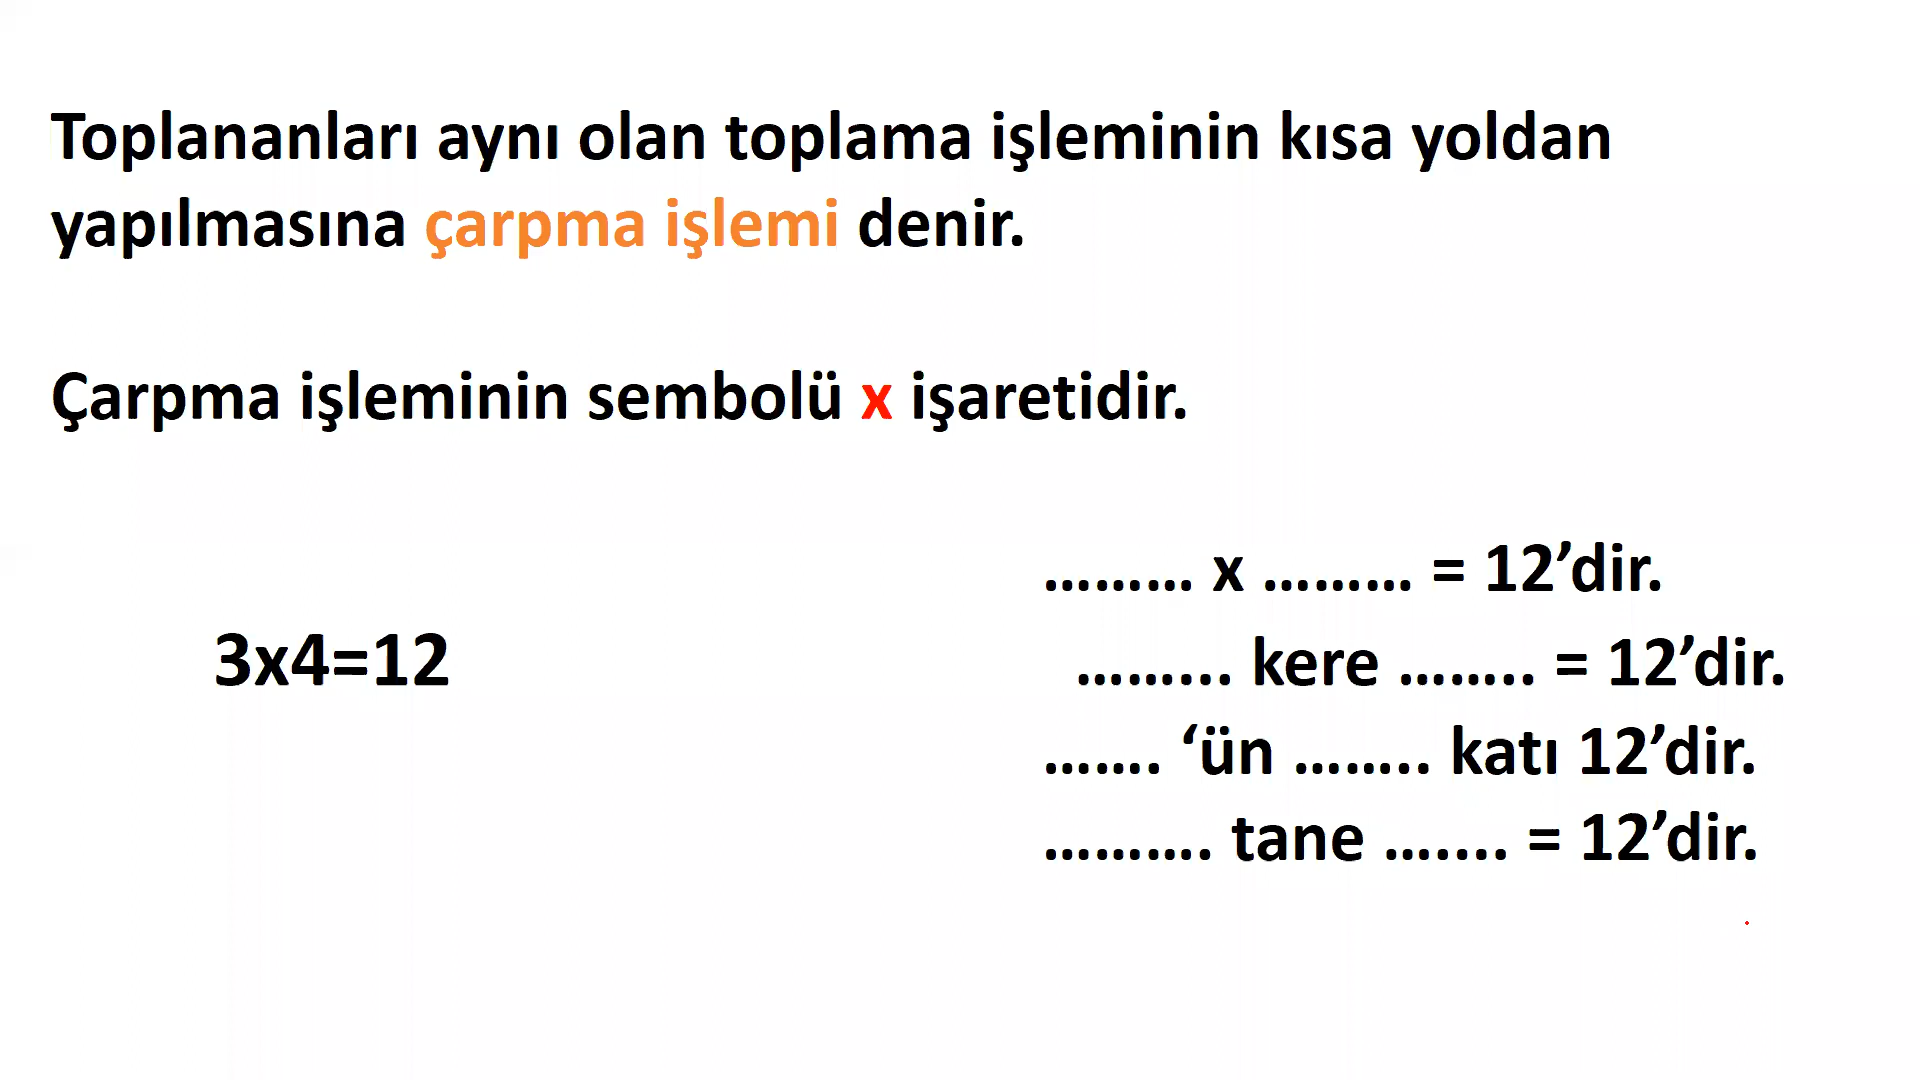 Toplananları aynı olan toplama işleminin kısa yoldan
yapılmasına çarpma işlemi denir.
Çarpma işleminin sembolü x işaretidir.
3x4=12
……… x ……… = 12’dir.
……... kere …….. = 12’dir.
……. ‘ün …….. katı 12’dir.
………. tane ….... = 12’dir.